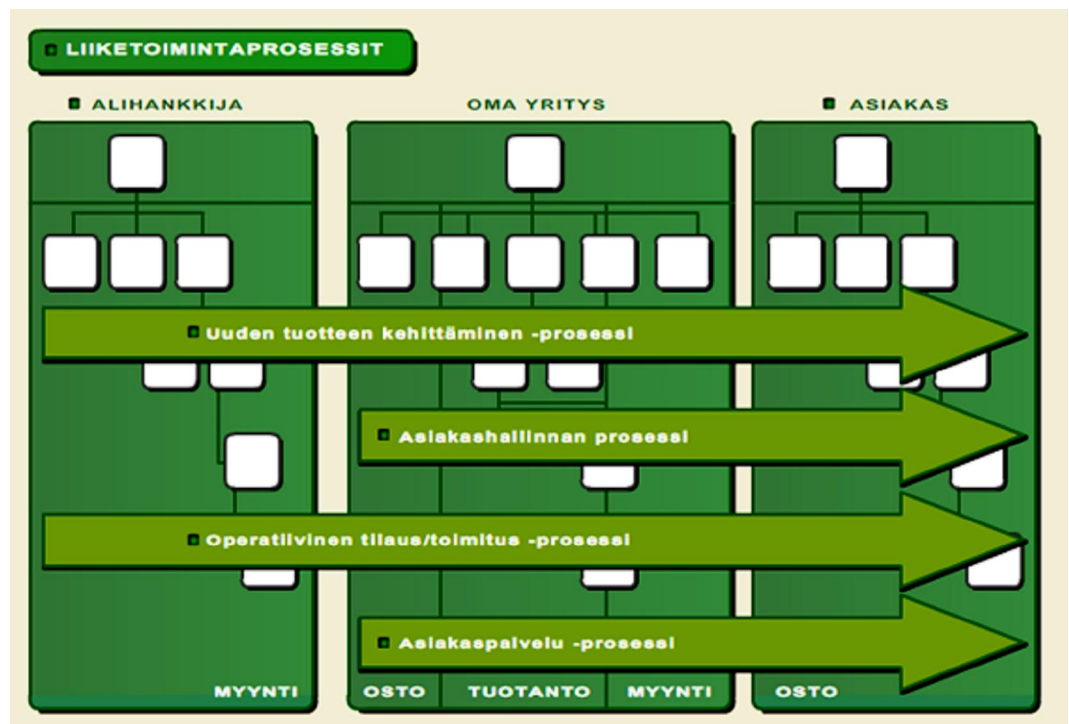 LIIKETOIMINTAPROSESSIT
ALIHANKKIJA
OMA YRITYS
ASIAKAS
Uuden tuotteen kehittäminen -prosessi
Asiakashallinnan prosessi
Operatiivinen tilaus/toimitus -prosessi
Asiakaspalvelu -prosessi
MYYNTI
OSTO
TUOTANTO
MYYNTI
OSTO